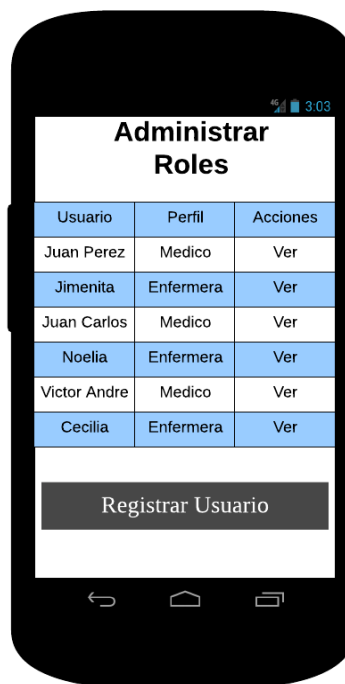 4G 3:03
Administrar
Roles
Usuario Perfil Acciones
Juan Perez Medico Ver
Jimenita Enfermera Ver
Juan Carlos Medico Ver
Noelia Enfermera Ver
Victor Andre Medico Ver
Cecilia Enfermera Ver
Registrar Usuario